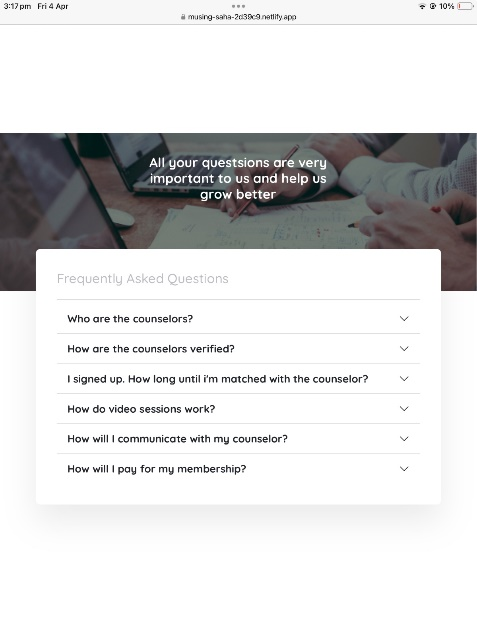 3:17 pm Fri 4 Apr
10%
musing-saha-2d39c9.netlify.app
All your questsions are very
important to us and help us
grow better
Frequently Asked Questions
Who are the counselors?
How are the counselors verified?
I signed up. How long until i'm matched with the counselor?
How do video sessions work?
How will I communicate with my counselor?
How will I pay for my membership?